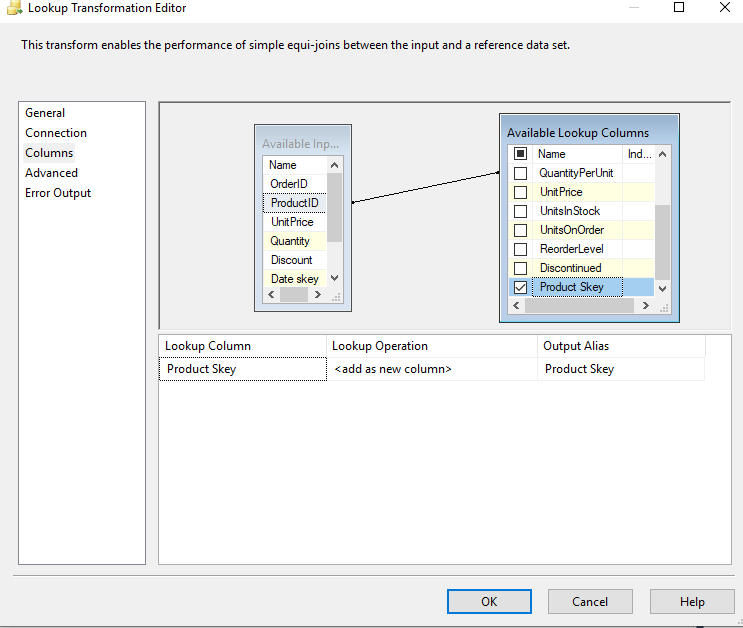 Lookup Transformation Editor
This transform enables the performance of simple equi-joins between the input and a reference data set.
General
Connection
Columns
Advanced
Error Output
Available Inp...
Name
OrderID
ProductID
UnitPrice
Quantity
Discount
Date skey
Available Lookup Columns
Name Ind...
QuantityPerUnit
UnitPrice
UnitsInStock
UnitsOnOrder
ReorderLevel
Discontinued
Product Skey
Lookup Column Lookup Operation Output Alias
Product Skey <add as new column> Product Skey
OK Cancel Help